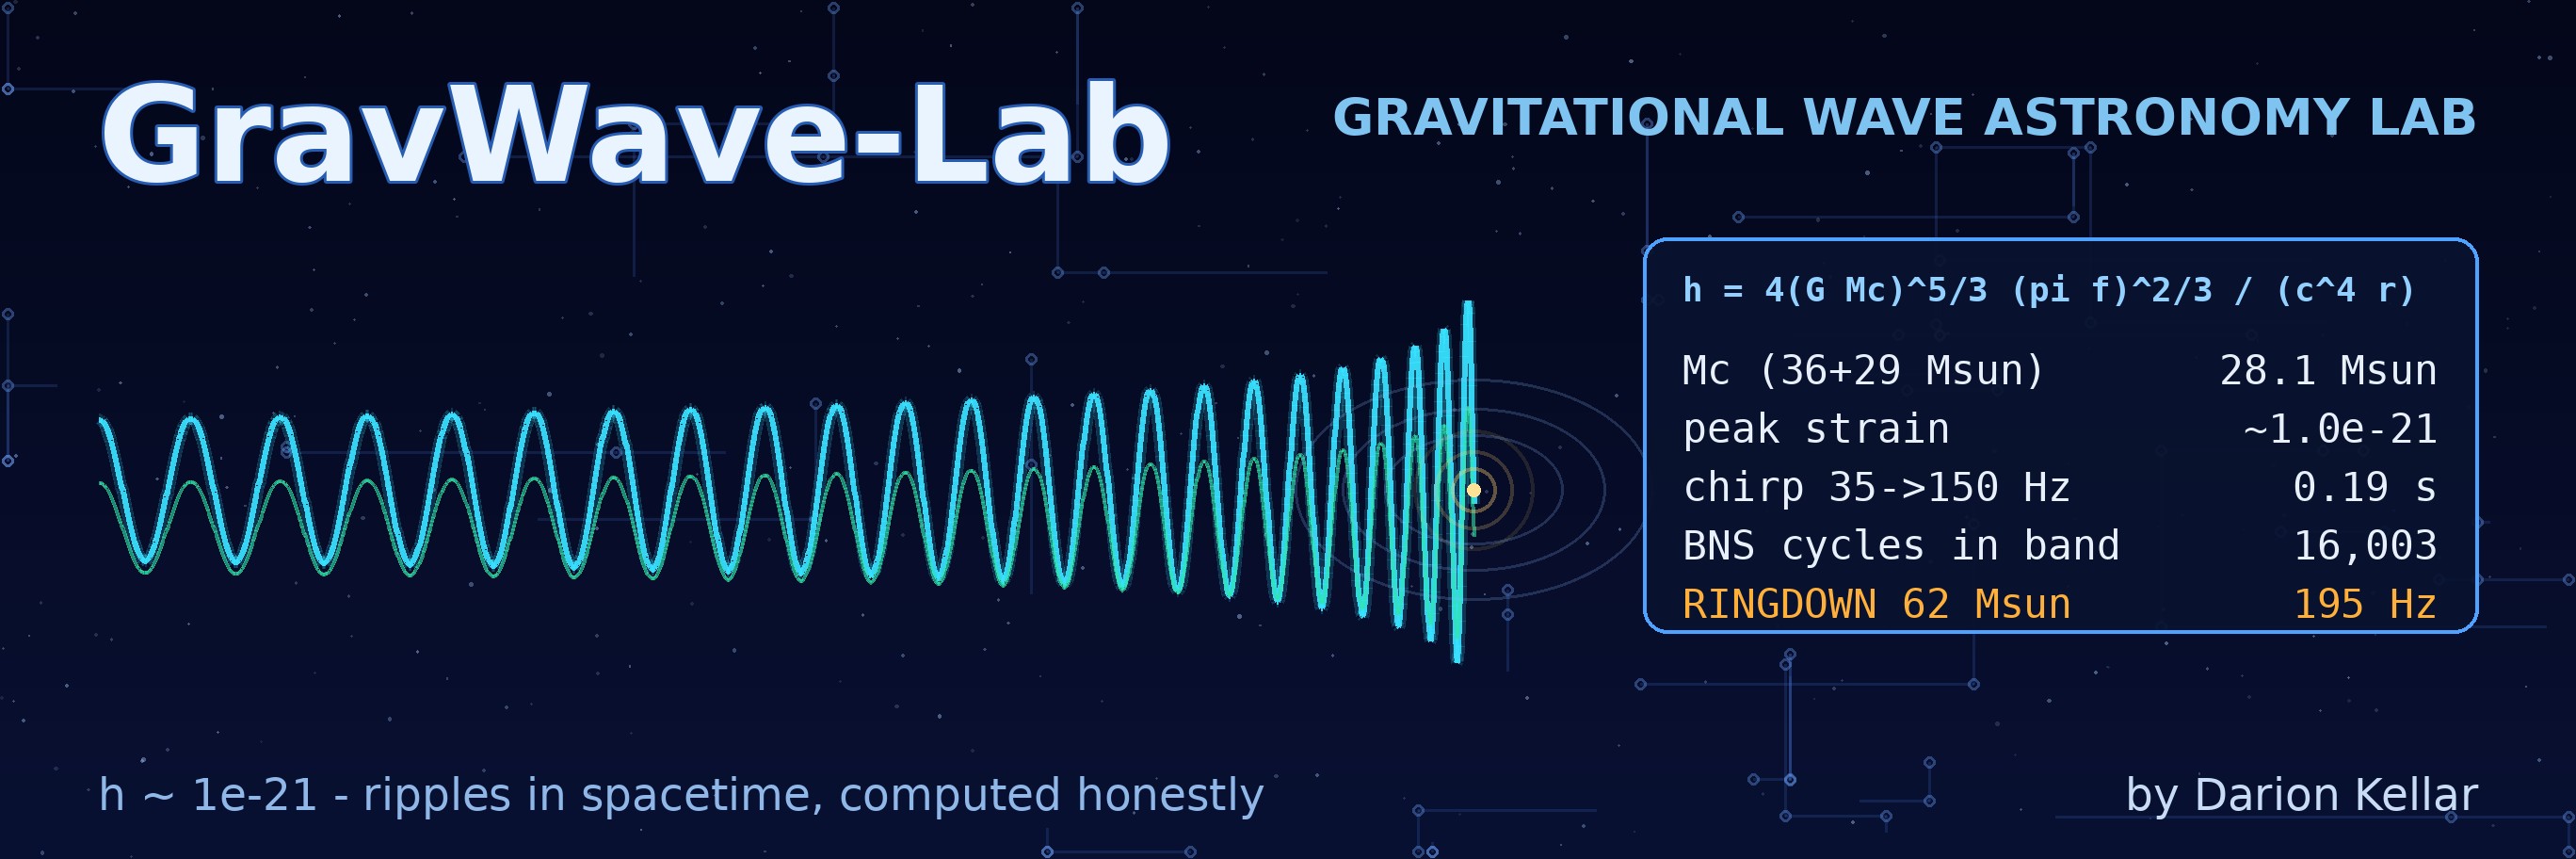 GravWave-Lab
GRAVITATIONAL WAVE ASTRONOMY LAB
h = 4(G Mc)^5/3 (pi f)^2/3 / (c^4 r)
Mc (36+29 Msun) 28.1 Msun
peak strain ~1.0e-21
chirp 35->150 Hz 0.19 s
BNS cycles in band 16,003
RINGDOWN 62 Msun 195 Hz
h ~ 1e-21 - ripples in spacetime, computed honestly
by Darion Kellar